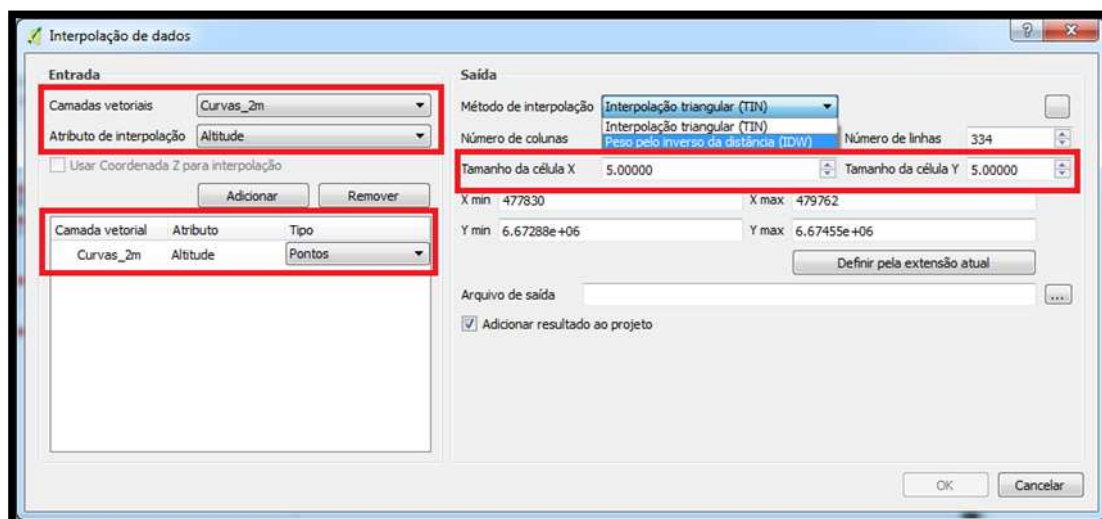 Interpolação de dados
Entrada
Camadas vetoriais Curvas_2m
Atributo de interpolação Altitude
Usar Coordenada Z para interpolação
Adicionar Remover
Camada vetorial Atributo Tipo
Curvas_2m Altitude Pontos
Saída
Método de interpolação Interpolação triangular (TIN)
Interpolação triangular (TIN)
Peso pelo inverso da distância (IDW)
Número de colunas Número de linhas 334
Tamanho da célula X 5.00000 Tamanho da célula Y 5.00000
X min 477830 X max 479762
Y min 6.67288e+06 Y max 6.67455e+06
Definir pela extensão atual
Arquivo de saída ...
Adicionar resultado ao projeto
OK Cancelar